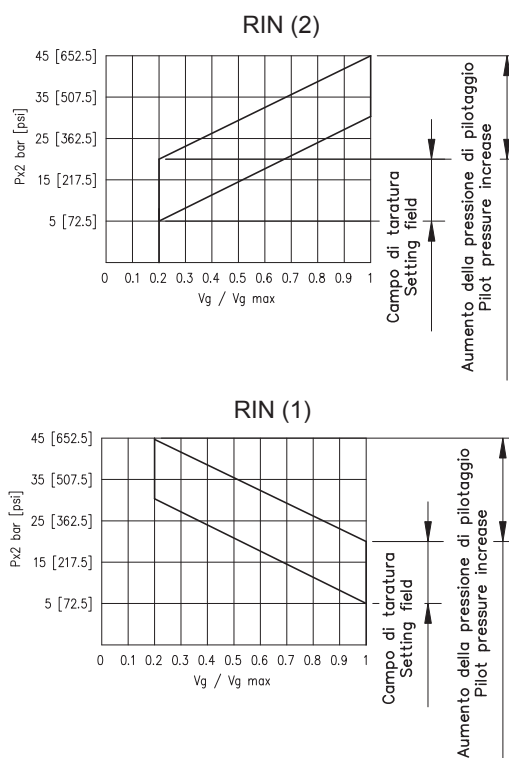 RIN (2)
45 [652.5]
35 [507.5]
25 [362.5]
15 [217.5]
5 [72.5]
Px2 bar [psi]
0 0.1 0.2 0.3 0.4 0.5 0.6 0.7 0.8 0.9 1
Vg / Vg max
Campo di taratura
Setting field
Aumento della pressione di pilotaggio
Pilot pressure increase
RIN (1)
45 [652.5]
35 [507.5]
25 [362.5]
15 [217.5]
5 [72.5]
Px2 bar [psi]
0 0.1 0.2 0.3 0.4 0.5 0.6 0.7 0.8 0.9 1
Vg / Vg max
Campo di taratura
Setting field
Aumento della pressione di pilotaggio
Pilot pressure increase